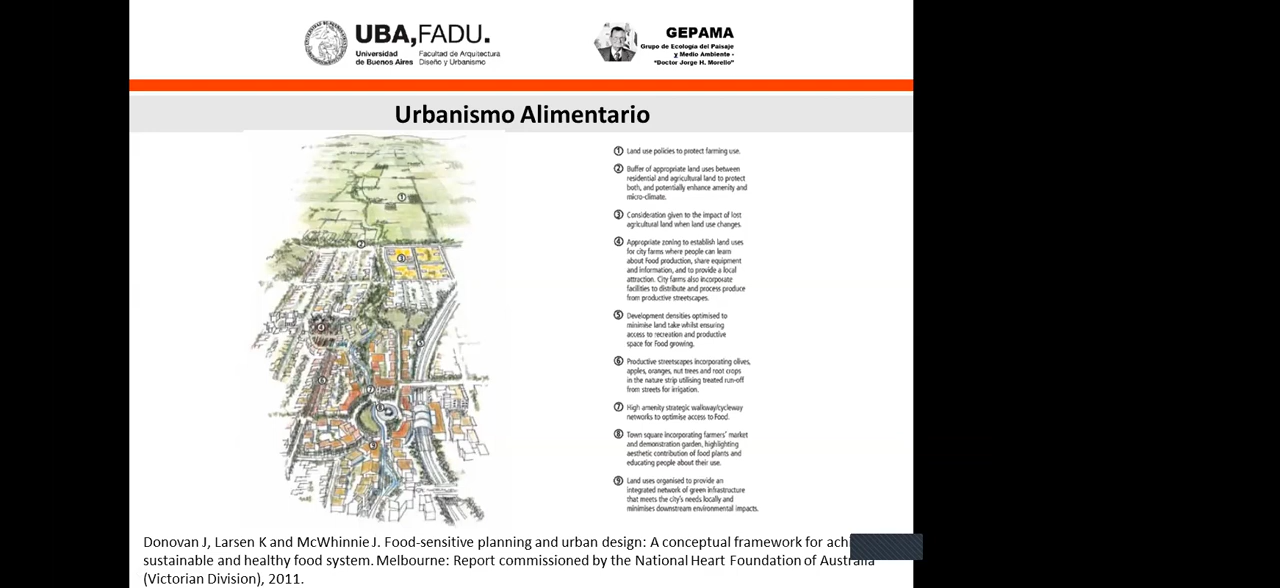 UBA, FADU.
Universidad
de Buenos Aires
Facultad de Arquitectura
Diseño y Urbanismo
GEPAMA
Grupo de Ecología del Paisaje
y Medio Ambiente -
"Doctor Jorge H. Morello"
Urbanismo Alimentario
① Land use policies to protect farming use.
② Buffer of appropriate land uses between
residential and agricultural land to protect
both, and potentially enhance amenity and
micro-climate.
③ Consideration given to the impact of lost
agricultural land when land use changes.
④ Appropriate zoning to establish land uses
for city farms where people can learn
about Food production, share equipment
and information, and to provide a local
attraction. City farms also incorporate
facilities to distribute and process produce
from productive streetscapes.
⑤ Development densities optimised to
minimise land take whilst ensuring
access to recreation and productive
space for Food growing.
⑥ Productive streetscapes incorporating olives,
apples, oranges, nut trees and root crops
in the nature strip utilising treated run-off
from streets for irrigation.
⑦ High amenity strategic walkway/cycleway
networks to optimise access to Food.
⑧ Town square incorporating farmers' market
and demonstration garden, highlighting
aesthetic contribution of food plants and
educating people about their use.
⑨ Land uses organised to provide an
integrated network of green infrastructure
that meets the city's needs locally and
minimises downstream environmental impacts.
Donovan J, Larsen K and McWhinnie J. Food-sensitive planning and urban design: A conceptual framework for
sustainable and healthy food system. Melbourne: Report commissioned by the National Heart Foundation of Australia
(Victorian Division), 2011.